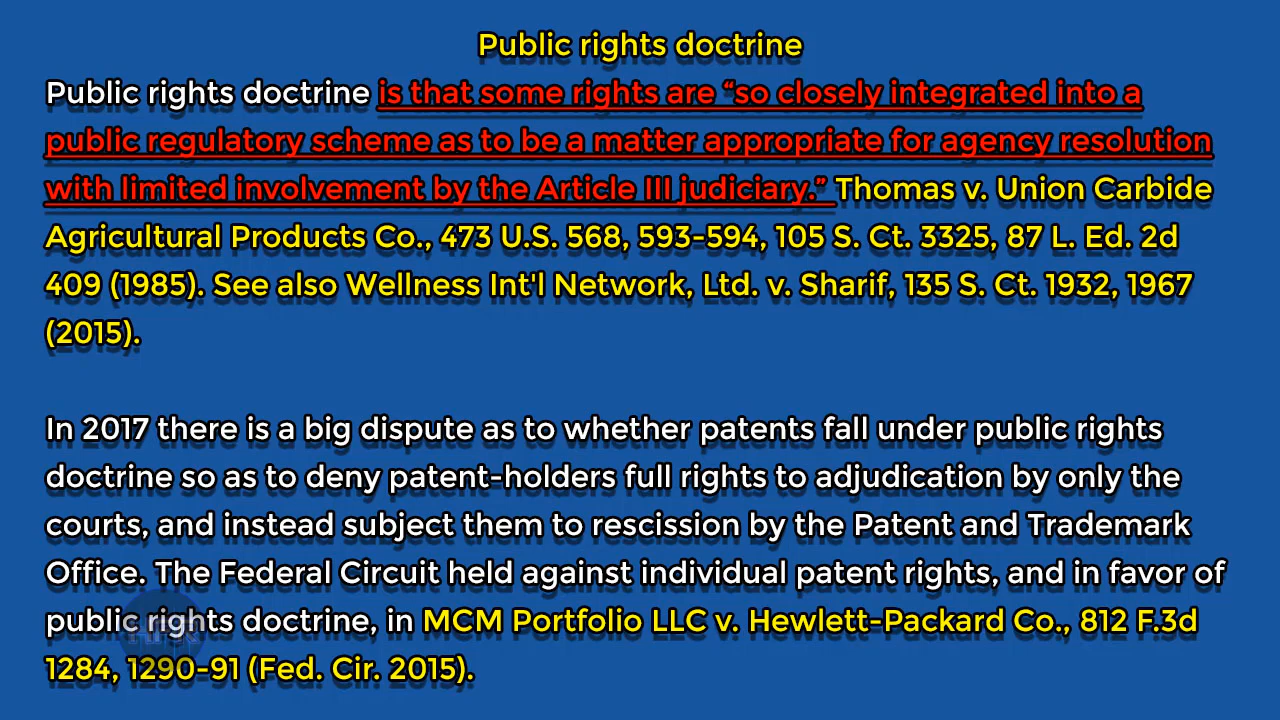 Public rights doctrine
Public rights doctrine is that some rights are “so closely integrated into a
public regulatory scheme as to be a matter appropriate for agency resolution
with limited involvement by the Article III judiciary.” Thomas v. Union Carbide
Agricultural Products Co., 473 U.S. 568, 593-594, 105 S. Ct. 3325, 87 L. Ed. 2d
409 (1985). See also Wellness Int'l Network, Ltd. v. Sharif, 135 S. Ct. 1932, 1967
(2015).
In 2017 there is a big dispute as to whether patents fall under public rights
doctrine so as to deny patent-holders full rights to adjudication by only the
courts, and instead subject them to rescission by the Patent and Trademark
Office. The Federal Circuit held against individual patent rights, and in favor of
public rights doctrine, in MCM Portfolio LLC v. Hewlett-Packard Co., 812 F.3d
1284, 1290-91 (Fed. Cir. 2015).